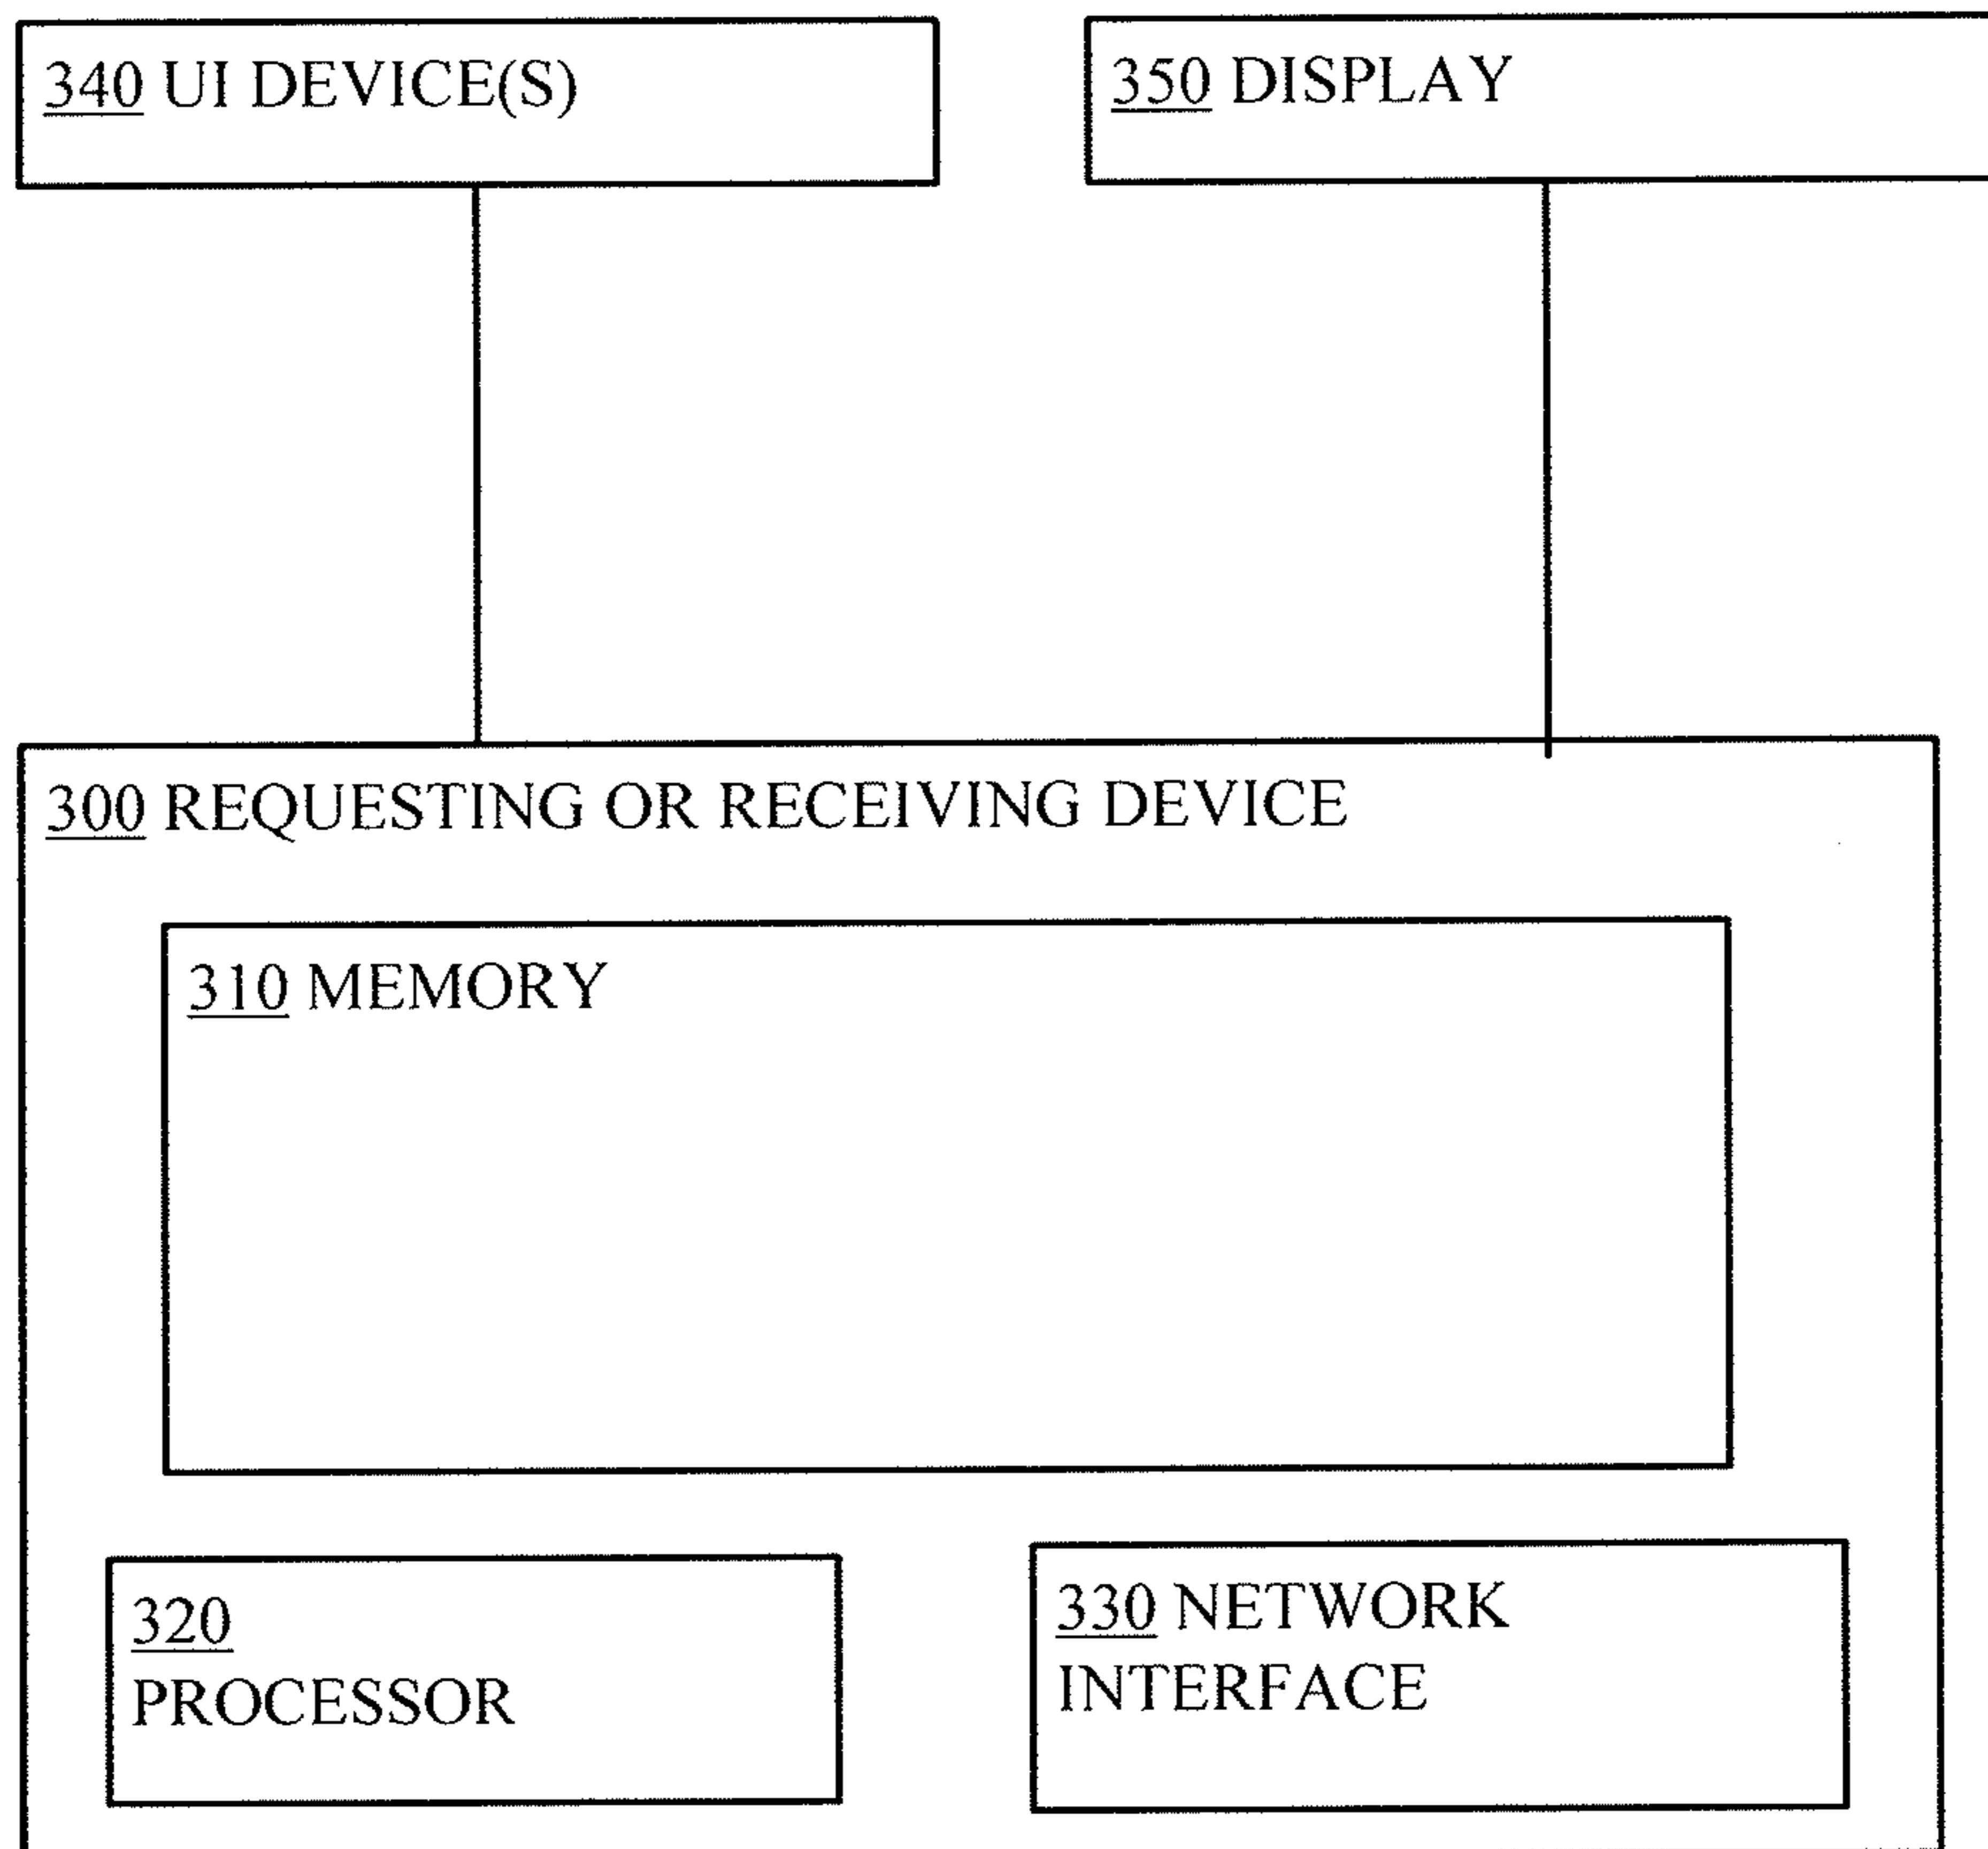 340 UI DEVICE(S)
350 DISPLAY
300 REQUESTING OR RECEIVING DEVICE
310 MEMORY
320
PROCESSOR
330 NETWORK
INTERFACE